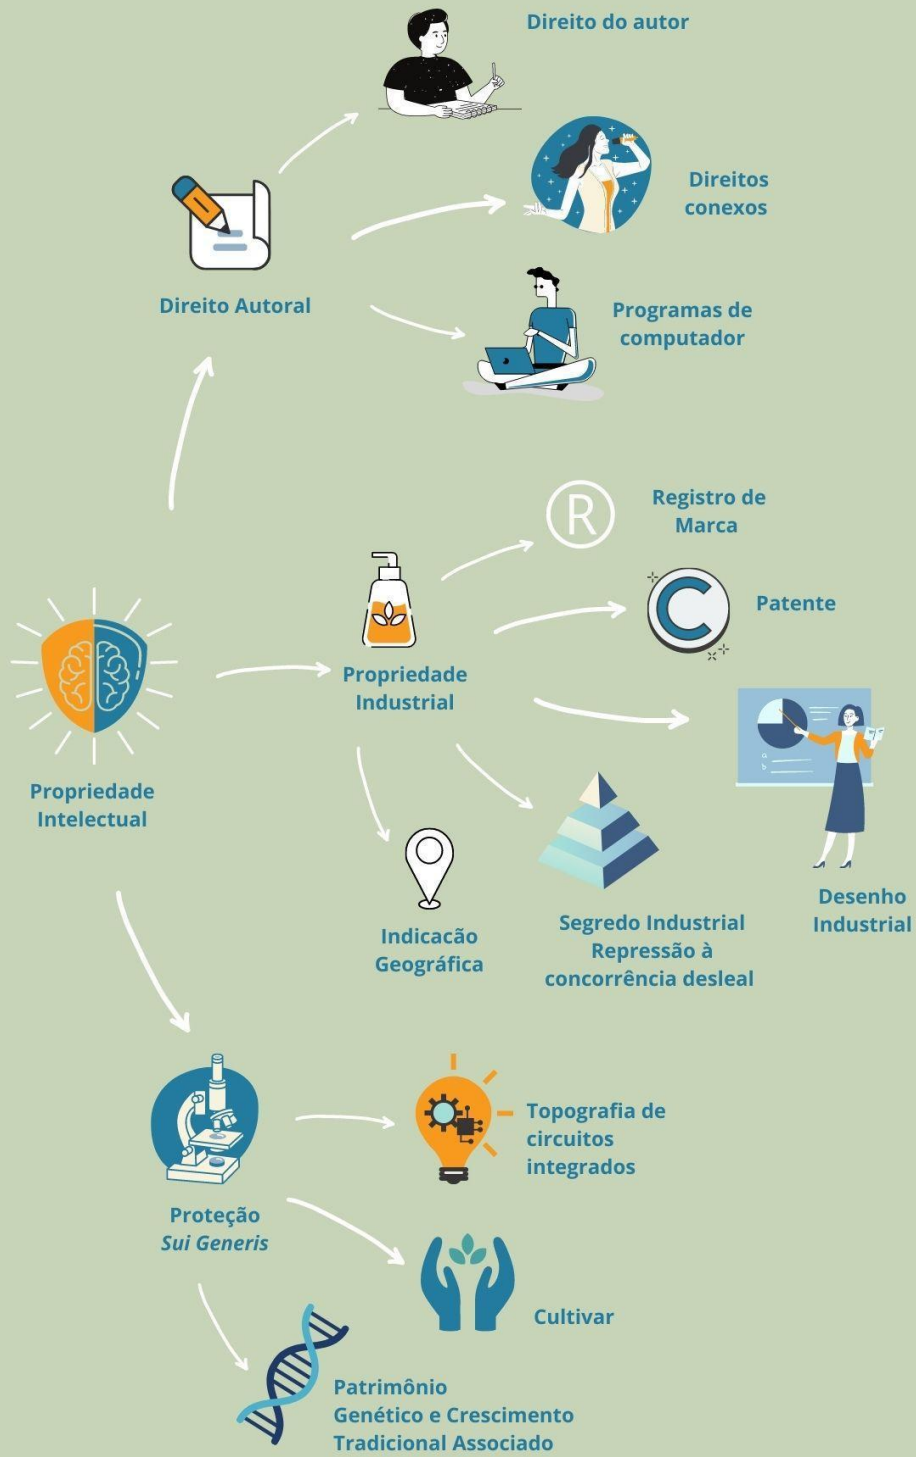 Direito do autor
Direitos
conexos
Direito Autoral
Programas de
computador
®
Registro de
Marca
C
Patente
Propriedade
Industrial
Propriedade
Intelectual
Desenho
Industrial
Indicacão
Geográfica
Segredo Industrial
Repressão à
concorrência desleal
Topografia de
circuitos
integrados
Proteção
Sui Generis
Cultivar
Patrimônio
Genético e Crescimento
Tradicional Associado